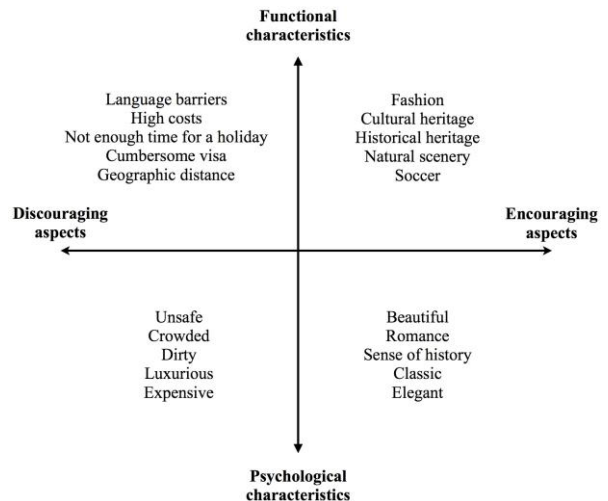 Functional
characteristics
Language barriers
High costs
Not enough time for a holiday
Cumbersome visa
Geographic distance
Fashion
Cultural heritage
Historical heritage
Natural scenery
Soccer
Discouraging
aspects
Encouraging
aspects
Unsafe
Crowded
Dirty
Luxurious
Expensive
Beautiful
Romance
Sense of history
Classic
Elegant
Psychological
characteristics